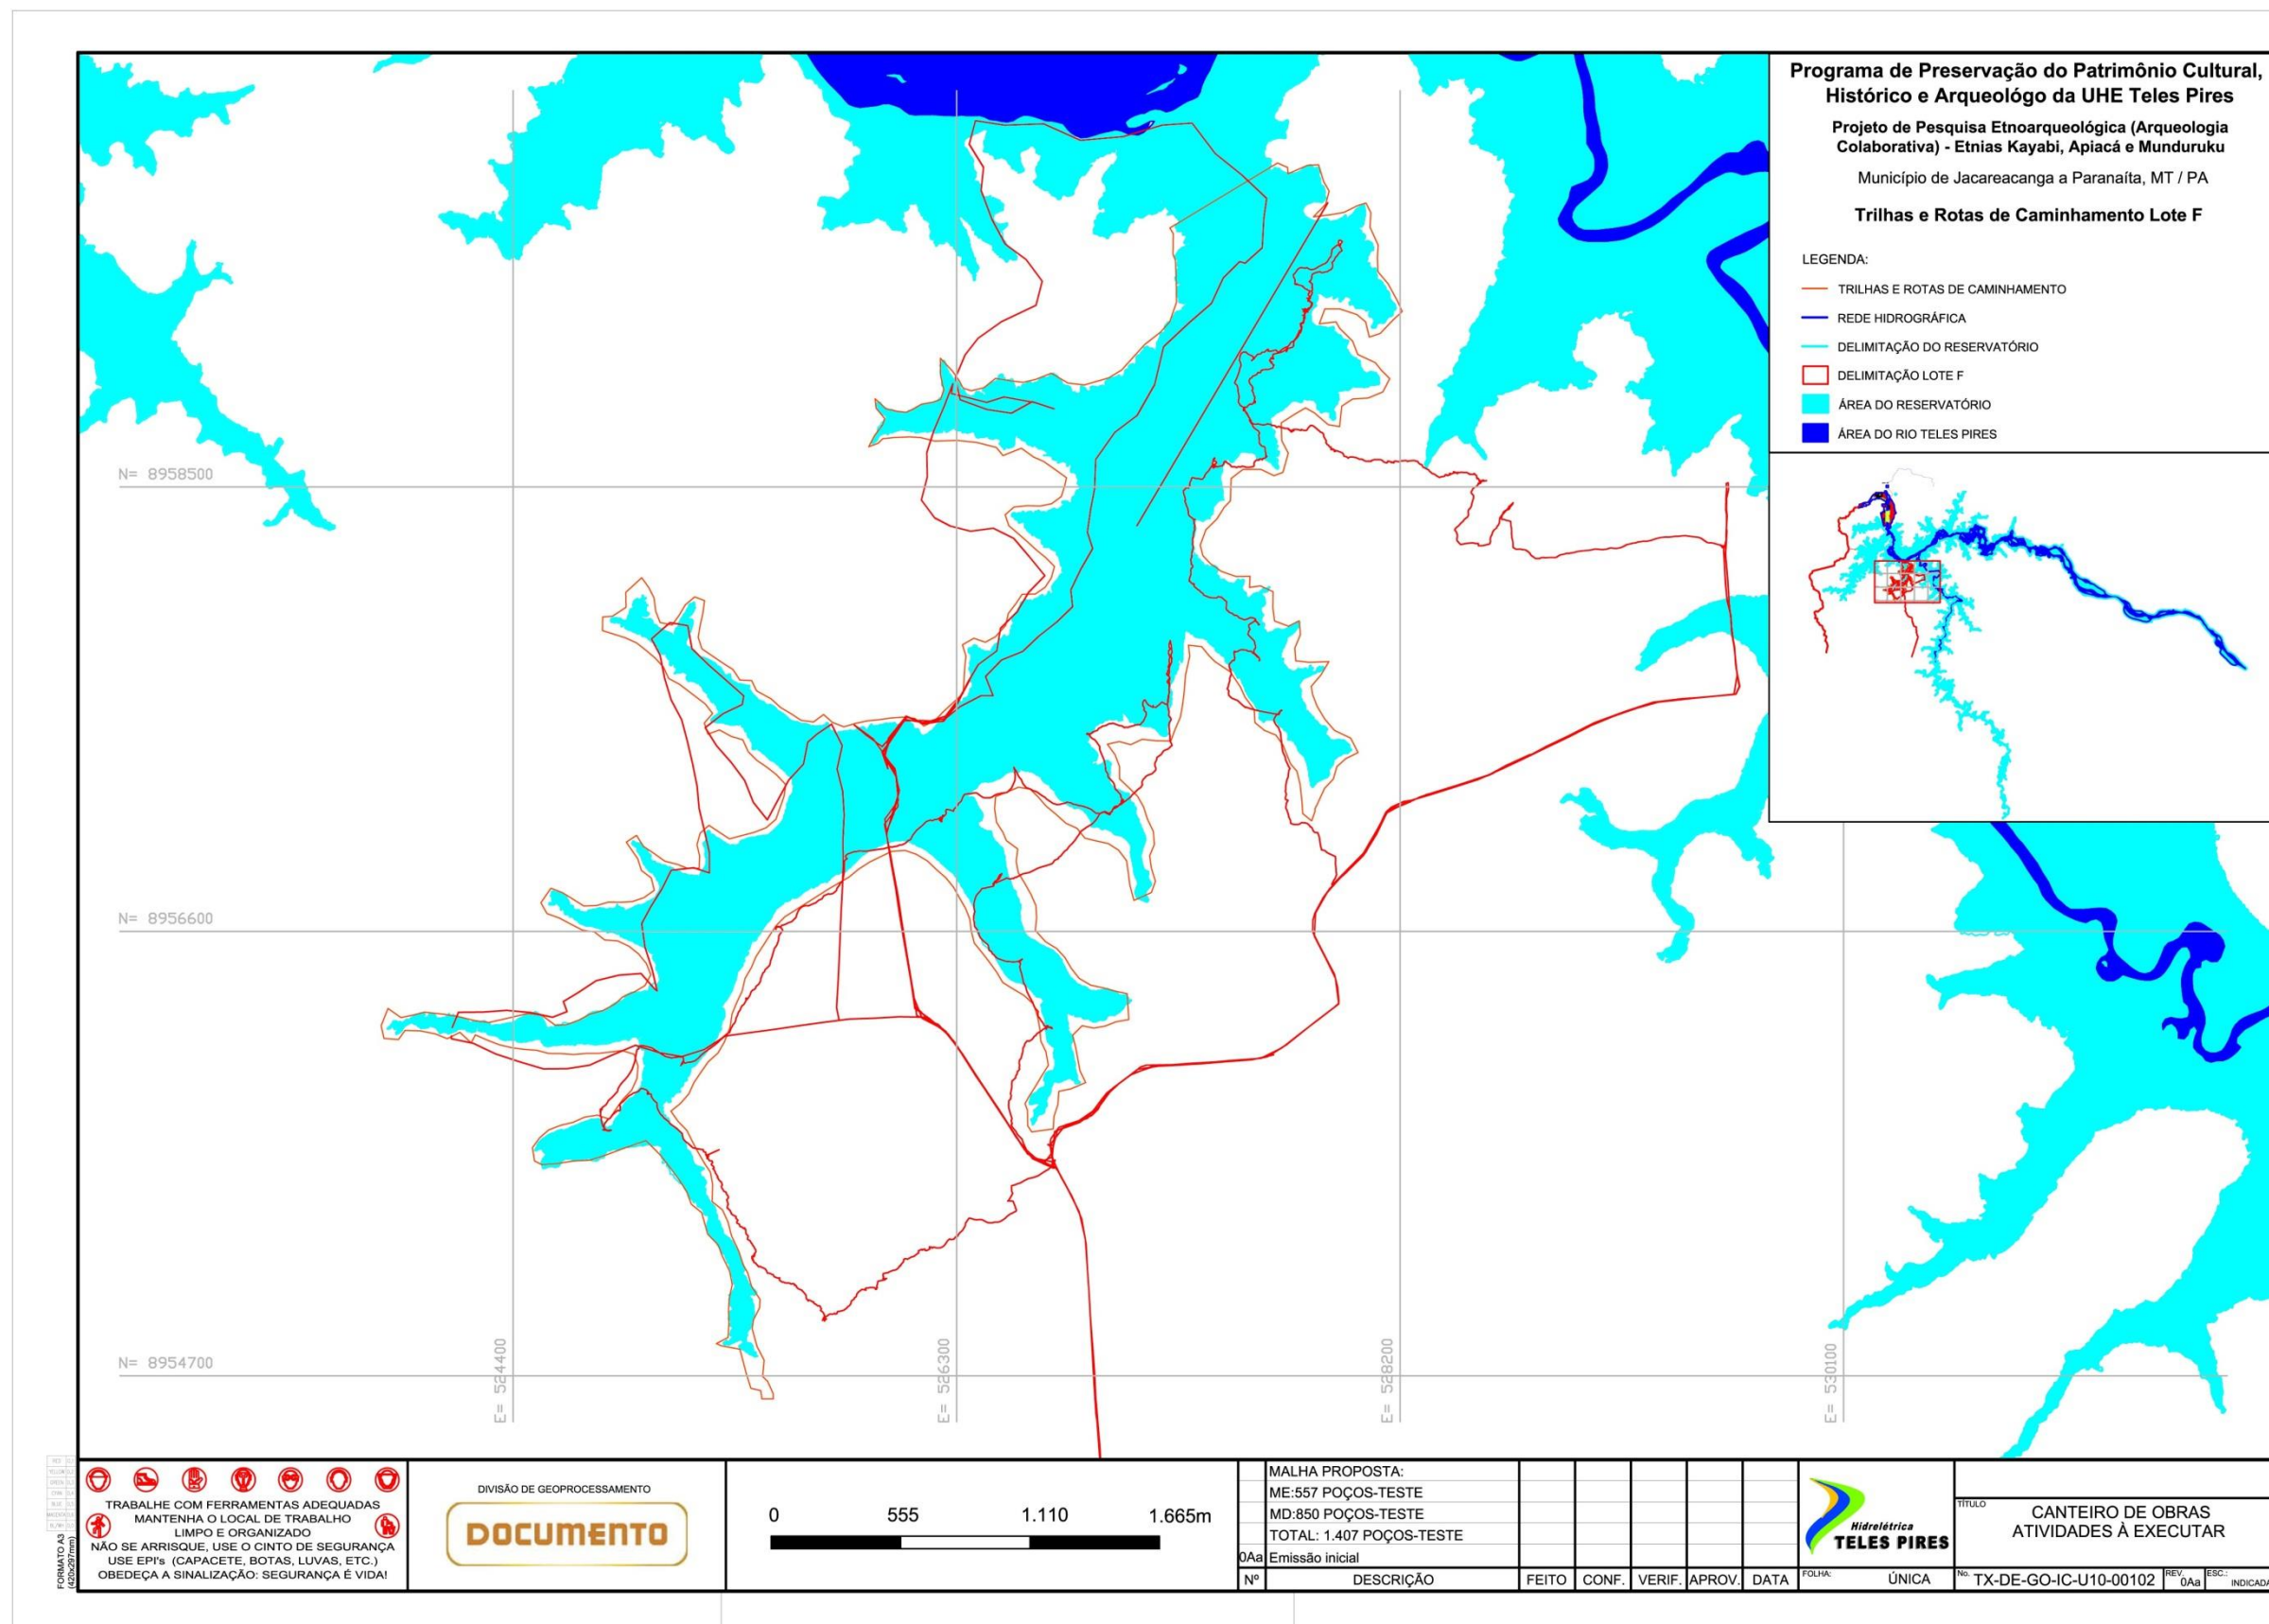 Programa de Preservação do Patrimônio Cultural,
Histórico e Arqueológo da UHE Teles Pires
Projeto de Pesquisa Etnoarqueológica (Arqueologia
Colaborativa) - Etnias Kayabi, Apiacá e Munduruku
Município de Jacareacanga a Paranaíta, MT / PA
Trilhas e Rotas de Caminhamento Lote F
LEGENDA:
TRILHAS E ROTAS DE CAMINHAMENTO
REDE HIDROGRÁFICA
DELIMITAÇÃO DO RESERVATÓRIO
DELIMITAÇÃO LOTE F
ÁREA DO RESERVATÓRIO
ÁREA DO RIO TELES PIRES
N= 8958500
N= 8956600
N= 8954700
E= 524400
E= 526300
E= 528200
E= 530100
TRABALHE COM FERRAMENTAS ADEQUADAS
MANTENHA O LOCAL DE TRABALHO
LIMPO E ORGANIZADO
NÃO SE ARRISQUE, USE O CINTO DE SEGURANÇA
USE EPI's (CAPACETE, BOTAS, LUVAS, ETC.)
OBEDEÇA A SINALIZAÇÃO: SEGURANÇA É VIDA!
FORMATO A3
(420x297mm)
DIVISÃO DE GEOPROCESSAMENTO
DOCUMENTO
0 555 1.110 1.665m
MALHA PROPOSTA:
ME:557 POÇOS-TESTE
MD:850 POÇOS-TESTE
TOTAL: 1.407 POÇOS-TESTE
0Aa Emissão inicial
Nº DESCRIÇÃO FEITO CONF. VERIF. APROV. DATA
Hidrelétrica
TELES PIRES
FOLHA: ÚNICA
TÍTULO
CANTEIRO DE OBRAS
ATIVIDADES À EXECUTAR
No. TX-DE-GO-IC-U10-00102
REV. 0Aa
ESC.: INDICADA